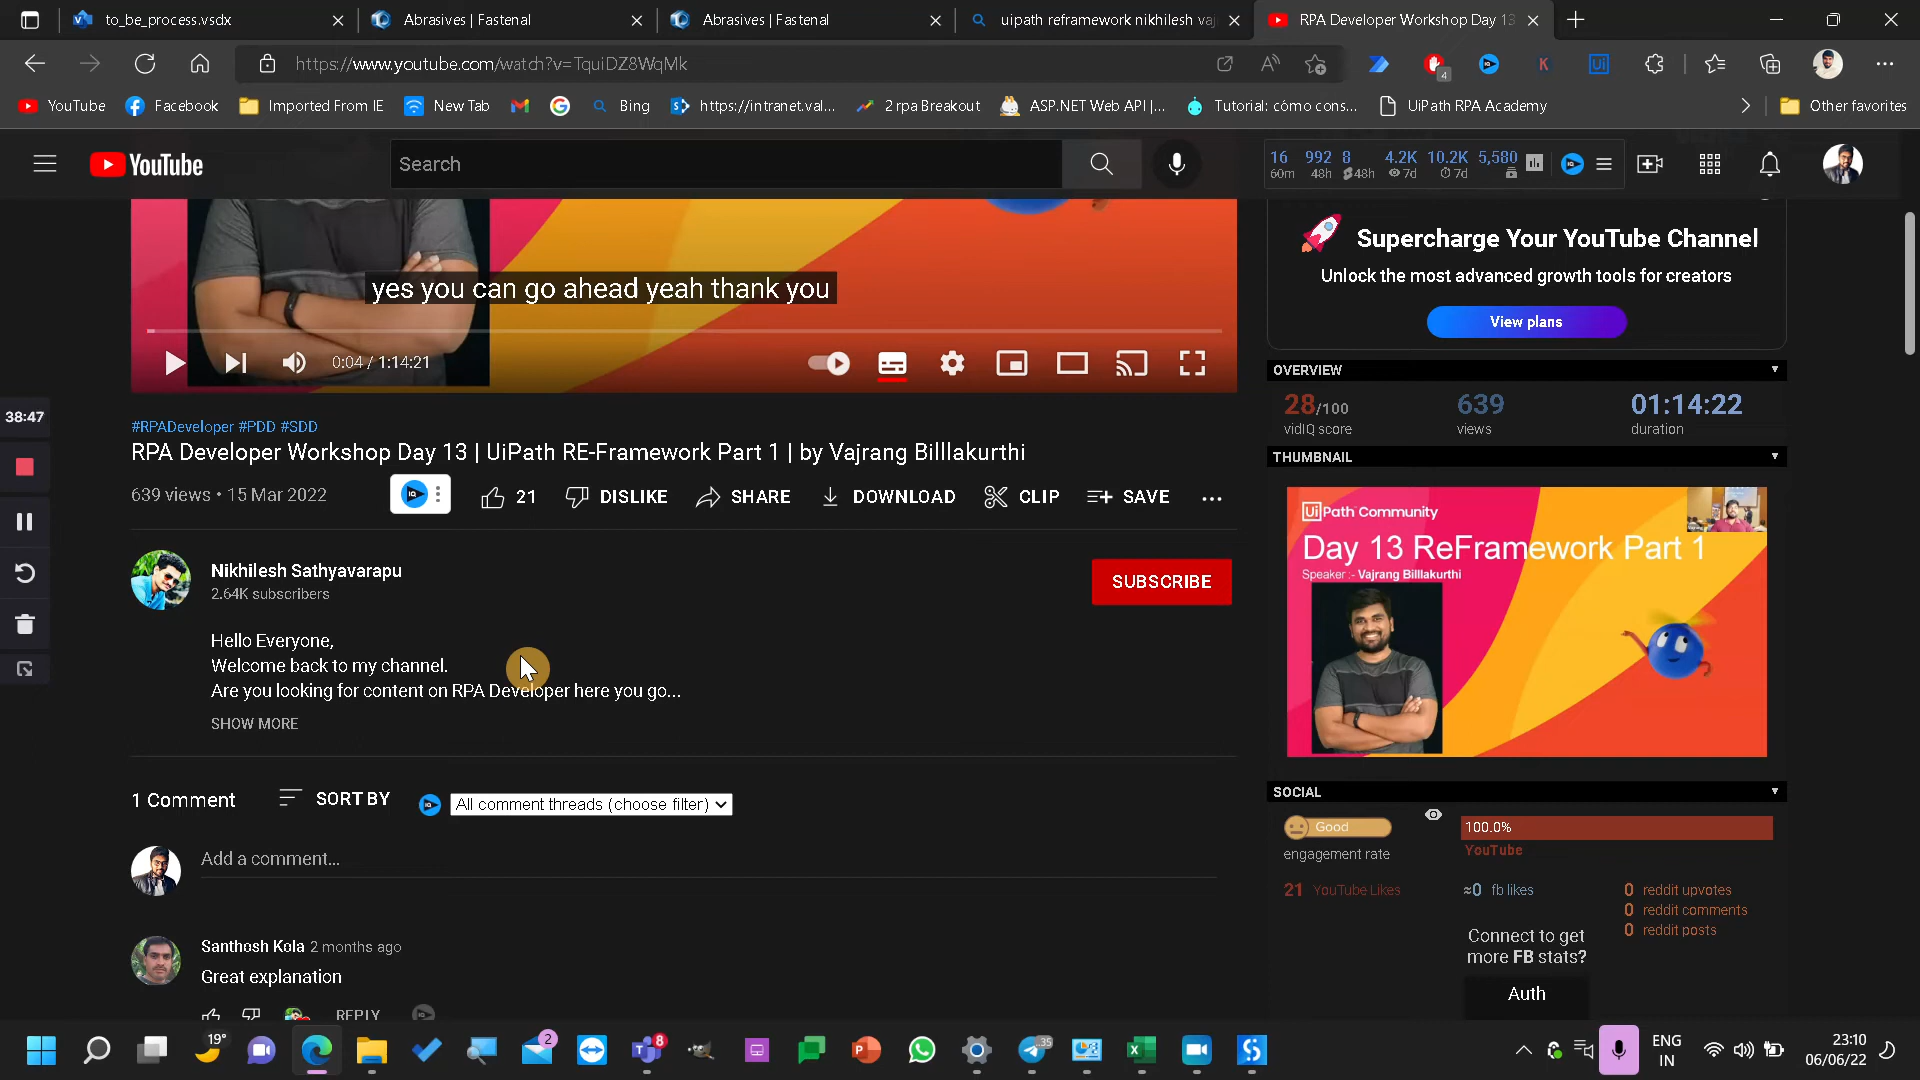 to_be_process.vsdx
Abrasives | Fastenal
Abrasives | Fastenal
uipath reframework nikhilesh vaj
RPA Developer Workshop Day 13
https://www.youtube.com/watch?v=TquiDZ8WqMk
4
YouTube
Facebook
Imported From IE
New Tab
Bing
https://intranet.val...
2 rpa Breakout
ASP.NET Web API |...
Tutorial: cómo cons...
UiPath RPA Academy
Other favorites
YouTube
Search
16 992 8 4.2K 10.2K 5,580
60m 48h 48h 7d 7d
yes you can go ahead yeah thank you
0:04 / 1:14:21
Supercharge Your YouTube Channel
Unlock the most advanced growth tools for creators
View plans
38:47
#RPADeveloper #PDD #SDD
RPA Developer Workshop Day 13 | UiPath RE-Framework Part 1 | by Vajrang Billlakurthi
639 views • 15 Mar 2022
21
DISLIKE
SHARE
DOWNLOAD
CLIP
SAVE
Nikhilesh Sathyavarapu
2.64K subscribers
SUBSCRIBE
Hello Everyone,
Welcome back to my channel.
Are you looking for content on RPA Developer here you go...
SHOW MORE
1 Comment
SORT BY
All comment threads (choose filter)
Add a comment...
Santhosh Kola 2 months ago
Great explanation
REPLY
OVERVIEW
28/100
vidIQ score
639
views
01:14:22
duration
THUMBNAIL
UiPath Community
Day 13 ReFramework Part 1
Speaker :- Vajrang Billlakurthi
SOCIAL
Good
engagement rate
100.0%
YouTube
21 YouTube Likes
≈0 fb likes
0 reddit upvotes
0 reddit comments
0 reddit posts
Connect to get
more FB stats?
Auth
19°
2
8
35
ENG
IN
23:10
06/06/22